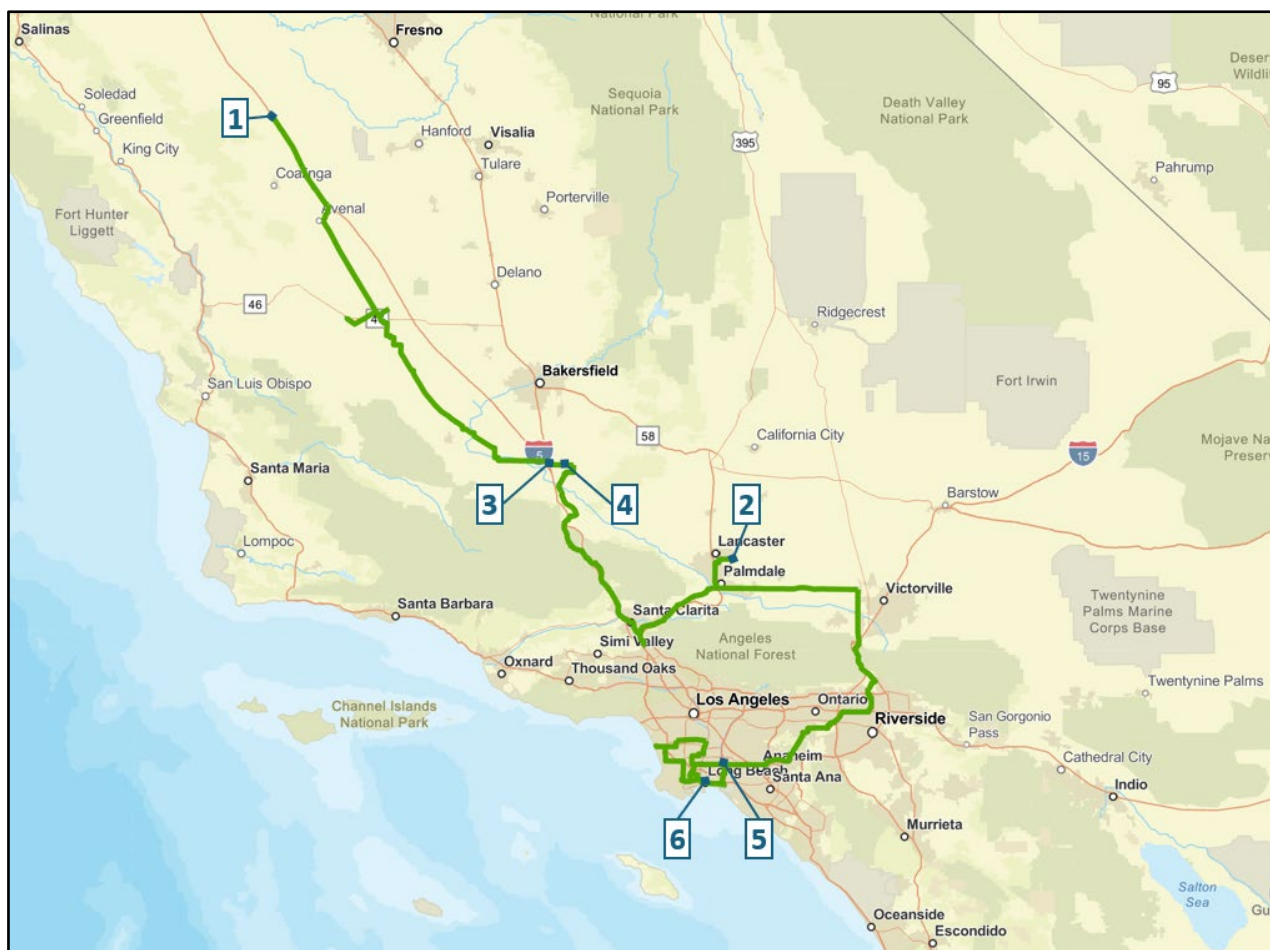 National Park
Salinas
Fresno
Soledad
Greenfield
King City
1
Hanford
Visalia
Tulare
Coalinga
Avenal
Porterville
Fort Hunter
Liggett
Sequoia
National Park
395
Death Valley
National Park
95
Desert
Wildl
Pahrump
Delano
46
Ridgecrest
San Luis Obispo
Bakersfield
Fort Irwin
58
California City
5
15
Mojave Na
Preserv
Santa Maria
3
4
2
Barstow
Lompoc
Lancaster
Palmdale
Victorville
Santa Barbara
Santa Clarita
Simi Valley
Oxnard
Thousand Oaks
Angeles
National Forest
Twentynine
Palms Marine
Corps Base
Channel Islands
National Park
Los Angeles
Ontario
Riverside
San Gorgonio
Pass
Twentynine Palms
Cathedral City
Indio
Anaheim
Long Beach
Santa Ana
6
5
Murrieta
Salton
Sea
Oceanside
Escondido